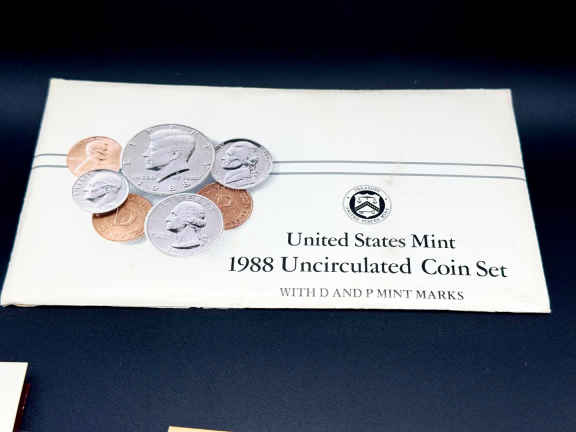 United States Mint
1988 Uncirculated Coin Set
WITH D AND P MINT MARKS